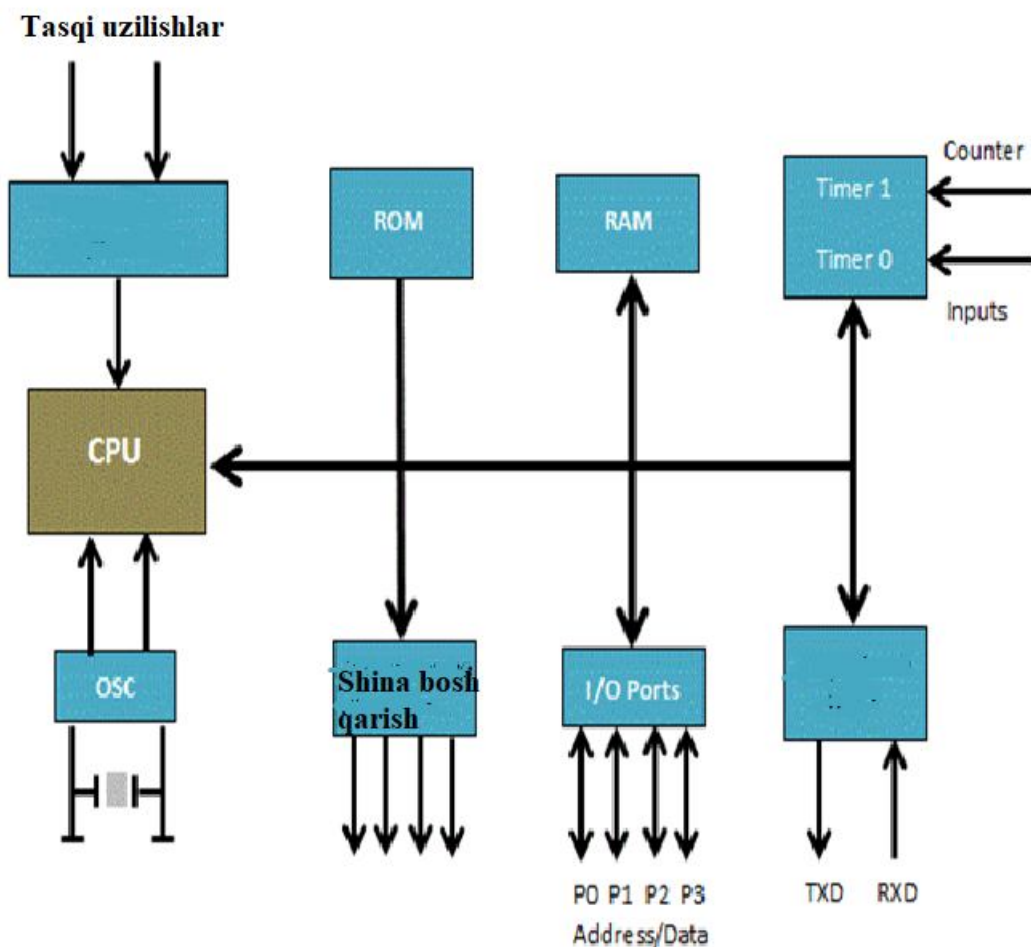 Tasqi uzilishlar
ROM
RAM
Timer 1
Timer 0
Counter
Inputs
CPU
OSC
Shina bosh
qarish
I/O Ports
P0 P1 P2 P3
Address/Data
TXD RXD